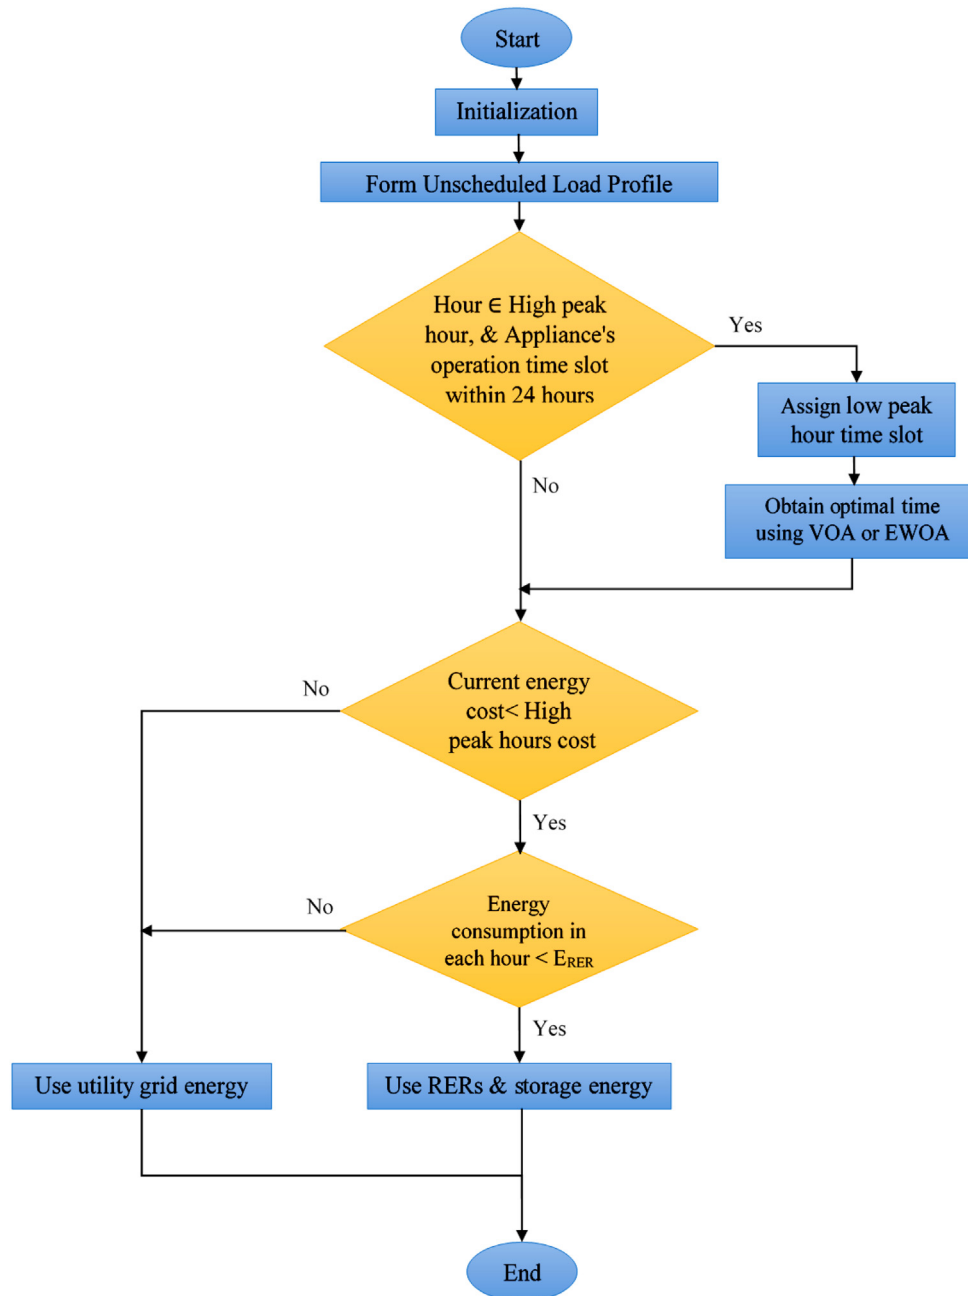 Start
Initialization
Form Unscheduled Load Profile
Hour ∈ High peak
hour, & Appliance's
operation time slot
within 24 hours
Yes
Assign low peak
hour time slot
No
Obtain optimal time
using VOA or EWOA
No
Current energy
cost< High
peak hours cost
Yes
No
Energy
consumption in
each hour < E_RER
Yes
Use utility grid energy
Use RERs & storage energy
End